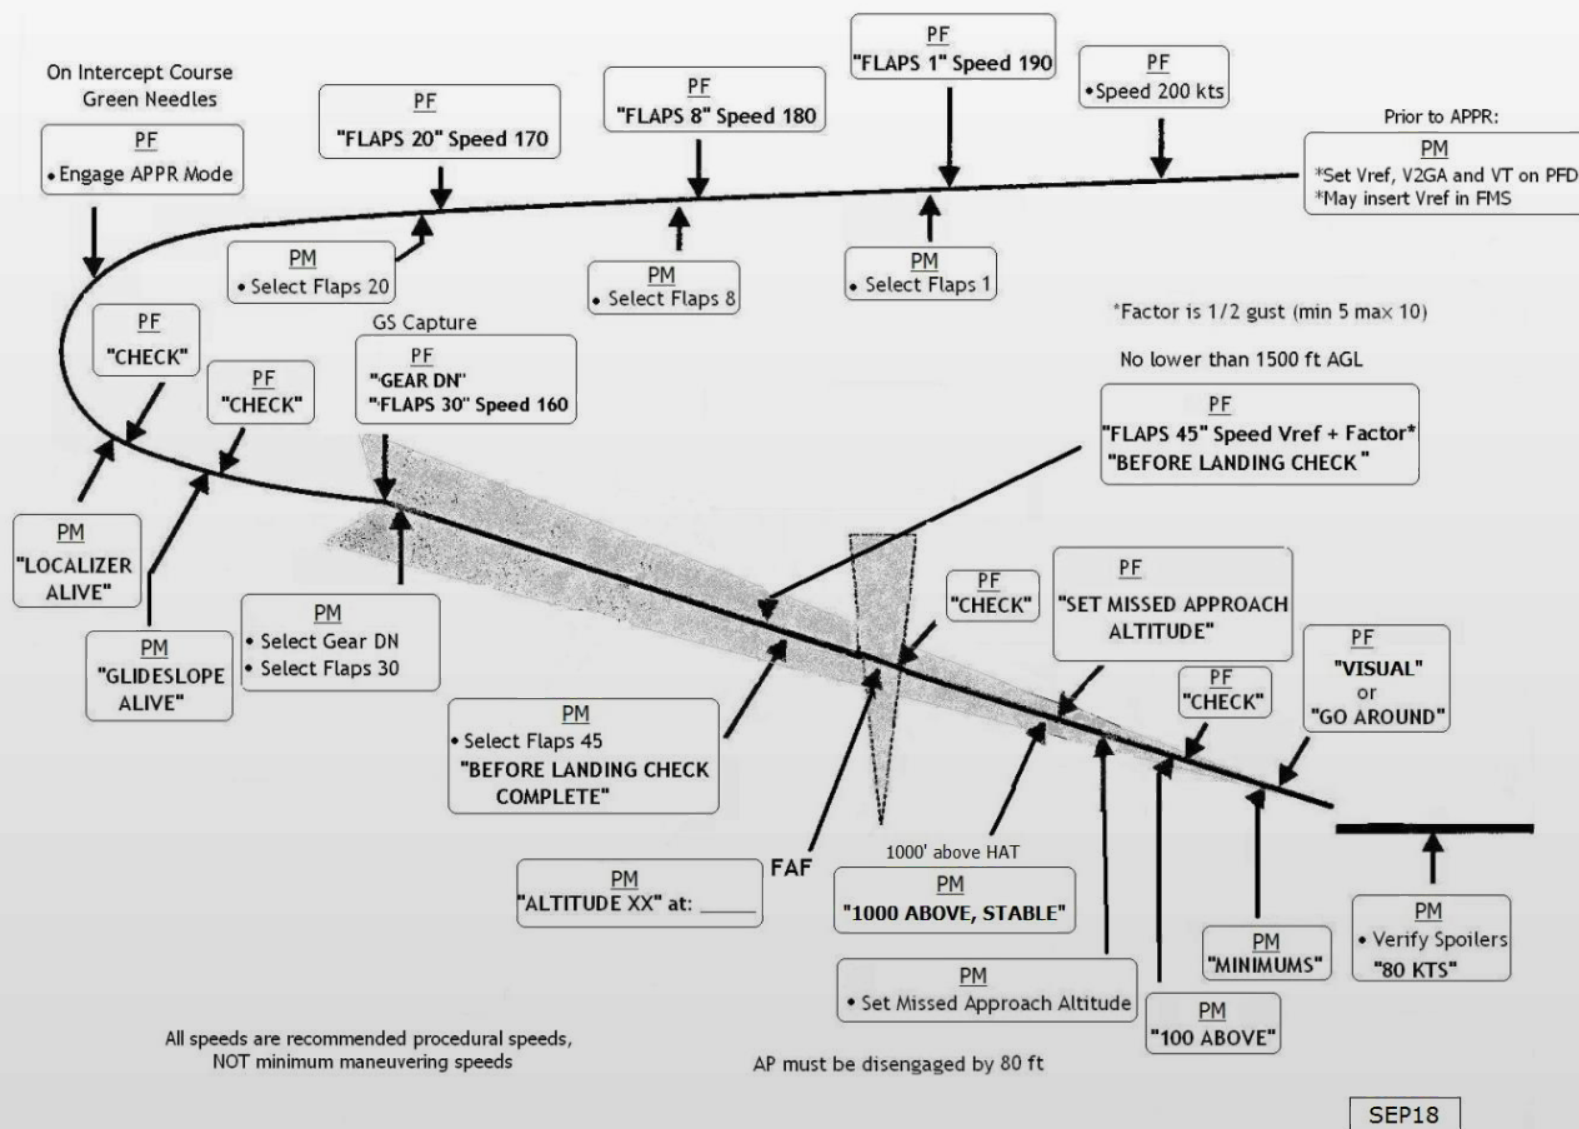 On Intercept Course
Green Needles
PF
• Engage APPR Mode
PF
"FLAPS 20" Speed 170
PF
"FLAPS 8" Speed 180
PF
"FLAPS 1" Speed 190
PF
•Speed 200 kts
Prior to APPR:
PM
*Set Vref, V2GA and VT on PFD
*May insert Vref in FMS
PM
• Select Flaps 20
PM
• Select Flaps 8
PM
• Select Flaps 1
PF
"CHECK"
PF
"CHECK"
GS Capture
PF
"GEAR DN"
"FLAPS 30" Speed 160
*Factor is 1/2 gust (min 5 max 10)
No lower than 1500 ft AGL
PF
"FLAPS 45" Speed Vref + Factor*
"BEFORE LANDING CHECK "
PM
"LOCALIZER
ALIVE"
PM
"GLIDESLOPE
ALIVE"
PM
• Select Gear DN
• Select Flaps 30
PF
"CHECK"
PF
"SET MISSED APPROACH
ALTITUDE"
PF
"CHECK"
PF
"VISUAL"
or
"GO AROUND"
PM
• Select Flaps 45
"BEFORE LANDING CHECK
COMPLETE"
PM
"ALTITUDE XX" at: ______
FAF
1000' above HAT
PM
"1000 ABOVE, STABLE"
PM
• Set Missed Approach Altitude
PM
"100 ABOVE"
PM
"MINIMUMS"
PM
• Verify Spoilers
"80 KTS"
All speeds are recommended procedural speeds,
NOT minimum maneuvering speeds
AP must be disengaged by 80 ft
SEP18